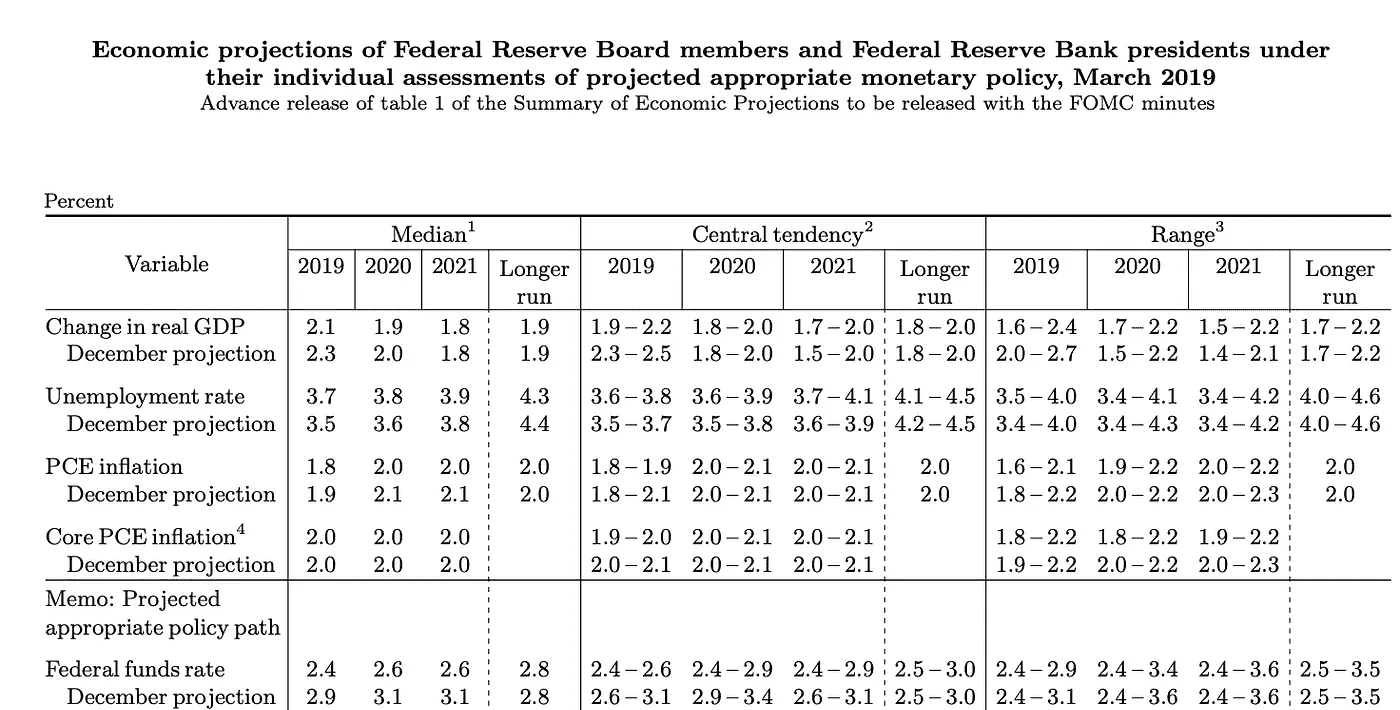 Economic projections of Federal Reserve Board members and Federal Reserve Bank presidents under
their individual assessments of projected appropriate monetary policy, March 2019
Advance release of table 1 of the Summary of Economic Projections to be released with the FOMC minutes
Percent
Variable Median1 Central tendency2 Range3
2019 2020 2021 Longer run 2019 2020 2021 Longer run 2019 2020 2021 Longer run
Change in real GDP 2.1 1.9 1.8 1.9 1.9–2.2 1.8–2.0 1.7–2.0 1.8–2.0 1.6–2.4 1.7–2.2 1.5–2.2 1.7–2.2
December projection 2.3 2.0 1.8 1.9 2.3–2.5 1.8–2.0 1.5–2.0 1.8–2.0 2.0–2.7 1.5–2.2 1.4–2.1 1.7–2.2
Unemployment rate 3.7 3.8 3.9 4.3 3.6–3.8 3.6–3.9 3.7–4.1 4.1–4.5 3.5–4.0 3.4–4.1 3.4–4.2 4.0–4.6
December projection 3.5 3.6 3.8 4.4 3.5–3.7 3.5–3.8 3.6–3.9 4.2–4.5 3.4–4.0 3.4–4.3 3.4–4.2 4.0–4.6
PCE inflation 1.8 2.0 2.0 2.0 1.8–1.9 2.0–2.1 2.0–2.1 2.0 1.6–2.1 1.9–2.2 2.0–2.2 2.0
December projection 1.9 2.1 2.1 2.0 1.8–2.1 2.0–2.1 2.0–2.1 2.0 1.8–2.2 2.0–2.2 2.0–2.3 2.0
Core PCE inflation4 2.0 2.0 2.0 1.9–2.0 2.0–2.1 2.0–2.1 1.8–2.2 1.8–2.2 1.9–2.2
December projection 2.0 2.0 2.0 2.0–2.1 2.0–2.1 2.0–2.1 1.9–2.2 2.0–2.2 2.0–2.3
Memo: Projected
appropriate policy path
Federal funds rate 2.4 2.6 2.6 2.8 2.4–2.6 2.4–2.9 2.4–2.9 2.5–3.0 2.4–2.9 2.4–3.4 2.4–3.6 2.5–3.5
December projection 2.9 3.1 3.1 2.8 2.6–3.1 2.9–3.4 2.6–3.1 2.5–3.0 2.4–3.1 2.4–3.6 2.4–3.6 2.5–3.5